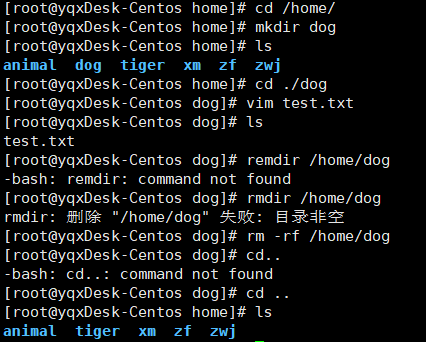 [root@yqxDesk-Centos home]# cd /home/
[root@yqxDesk-Centos home]# mkdir dog
[root@yqxDesk-Centos home]# ls
animal  dog  tiger  xm  zf  zwj
[root@yqxDesk-Centos home]# cd ./dog
[root@yqxDesk-Centos dog]# vim test.txt
[root@yqxDesk-Centos dog]# ls
test.txt
[root@yqxDesk-Centos dog]# remdir /home/dog
-bash: remdir: command not found
[root@yqxDesk-Centos dog]# rmdir /home/dog
rmdir: 删除 "/home/dog" 失败: 目录非空
[root@yqxDesk-Centos dog]# rm -rf /home/dog
[root@yqxDesk-Centos dog]# cd..
-bash: cd..: command not found
[root@yqxDesk-Centos dog]# cd ..
[root@yqxDesk-Centos home]# ls
animal  tiger  xm  zf  zwj